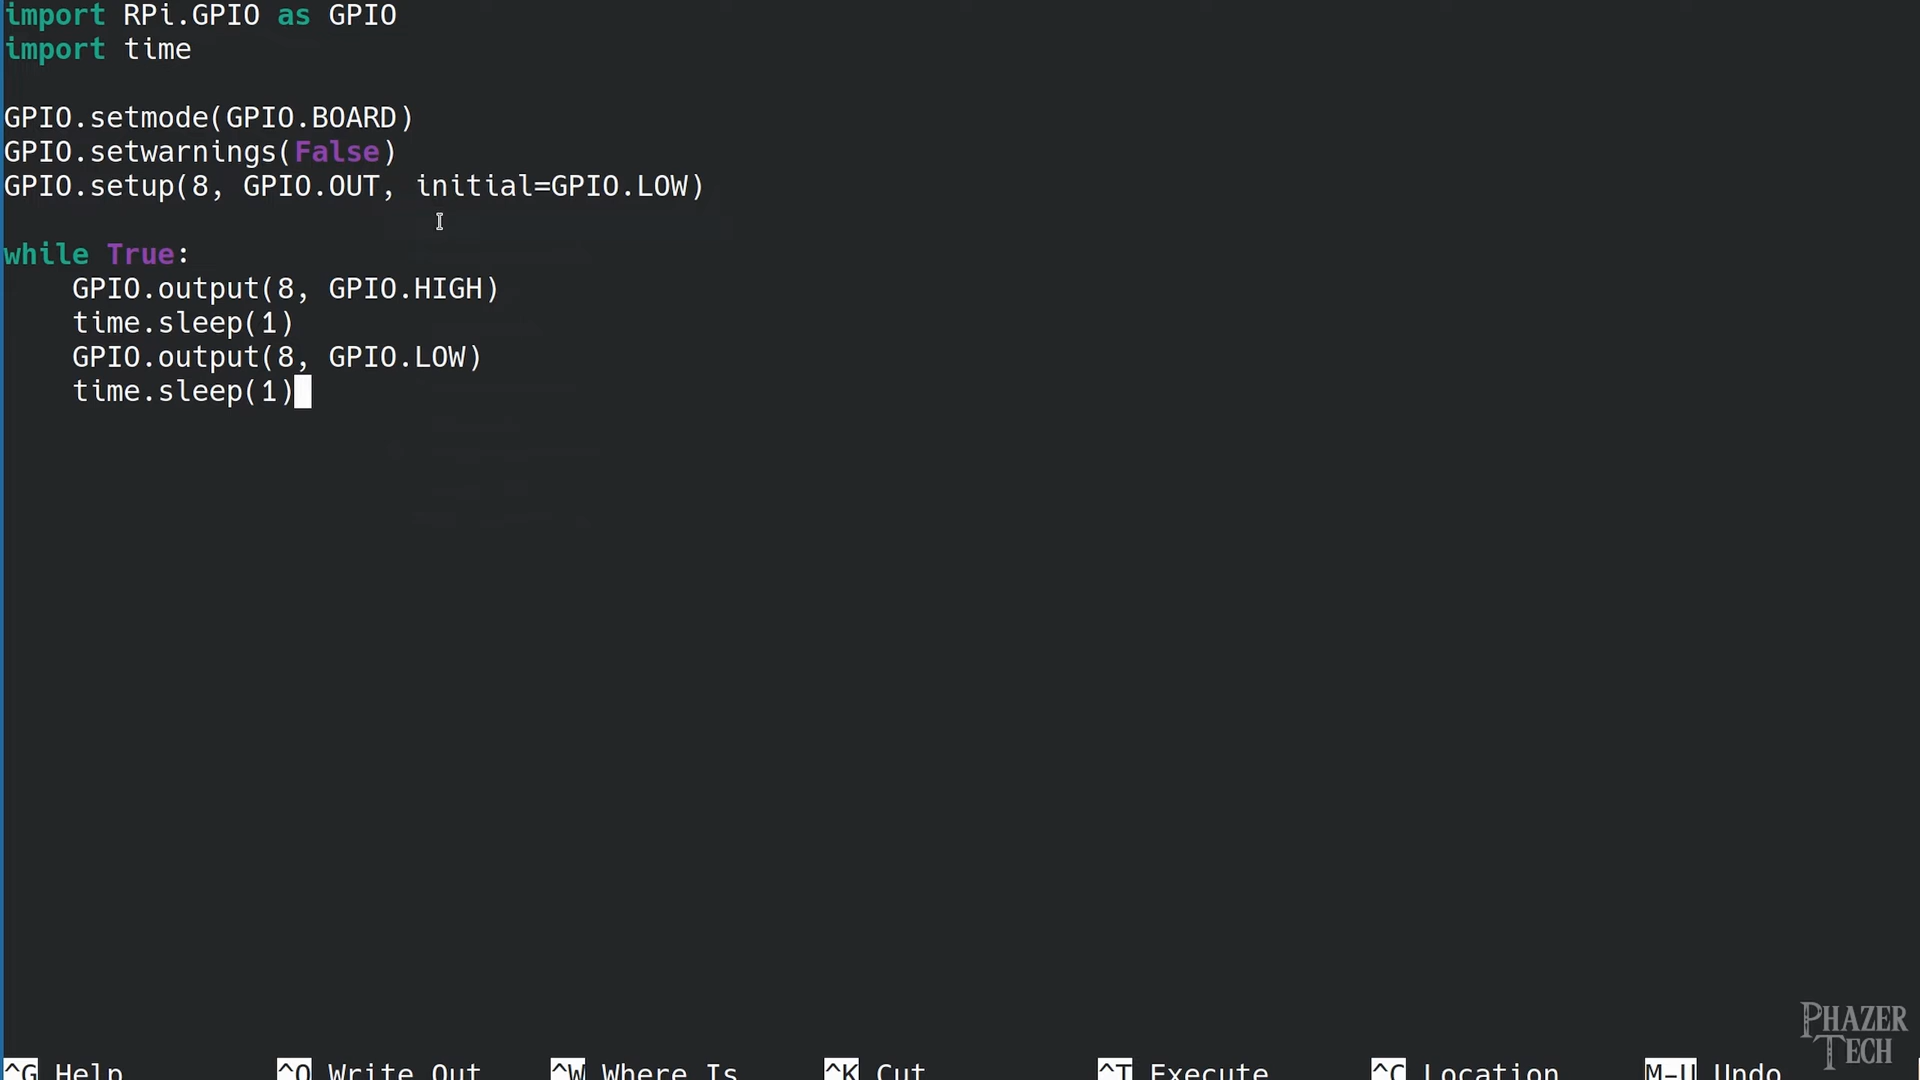 import RPi.GPIO as GPIO
import time
GPIO.setmode(GPIO.BOARD)
GPIO.setwarnings(False)
GPIO.setup(8, GPIO.OUT, initial=GPIO.LOW)
while True:
    GPIO.output(8, GPIO.HIGH)
    time.sleep(1)
    GPIO.output(8, GPIO.LOW)
    time.sleep(1)
PHAZER
TECH
^G Help ^O Write Out ^W Where Is ^K Cut ^T Execute ^C Location M-U Undo